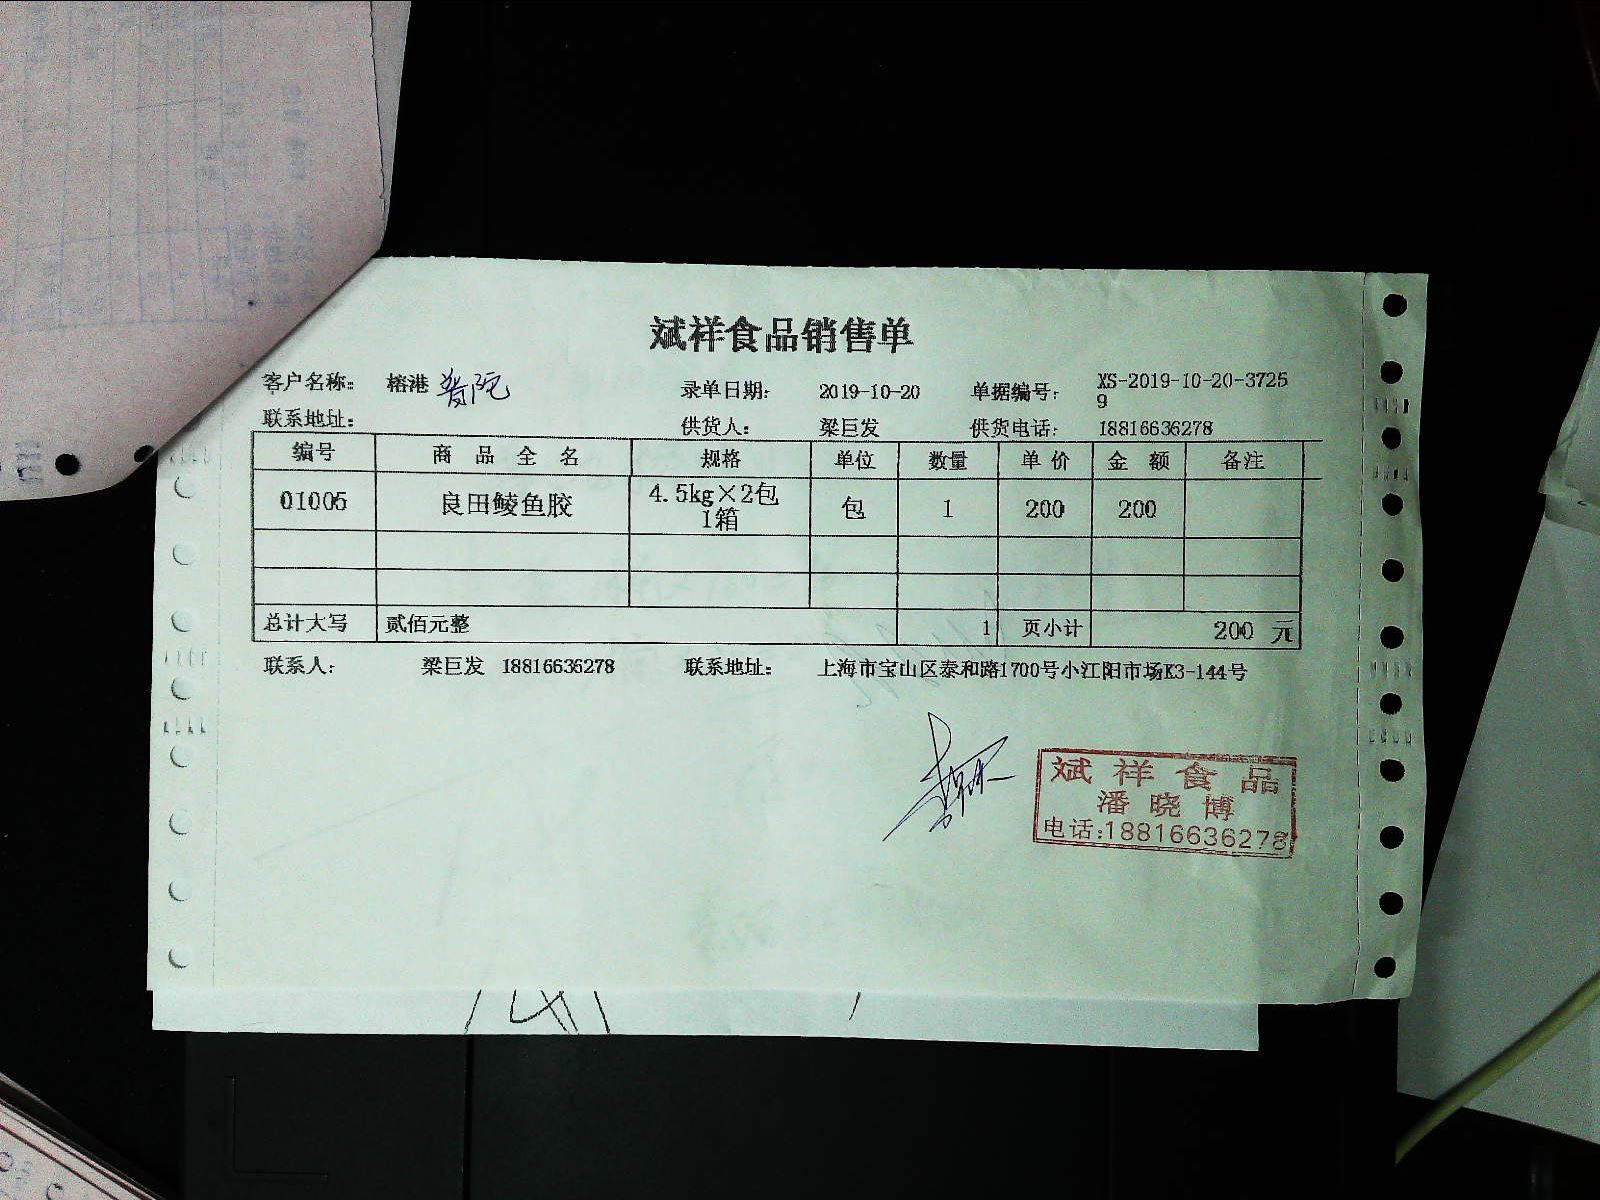 斌祥食品销售单
客户名称: 榕港 普陀 录单日期: 2019-10-20 单据编号: XS-2019-10-20-3725
9
联系地址: 供货人: 梁巨发 供货电话: 18816636278
编号 商品全名 规格 单位 数量 单价 金额 备注
01005 良田鲮鱼胶 4.5kg×2包 包 1 200 200
1箱
总计大写 贰佰元整 1 页小计 200 元
联系人: 梁巨发 18816636278 联系地址: 上海市宝山区泰和路1700号小江阳市场K3-144号
斌祥食品
潘晓博
电话:18816636278